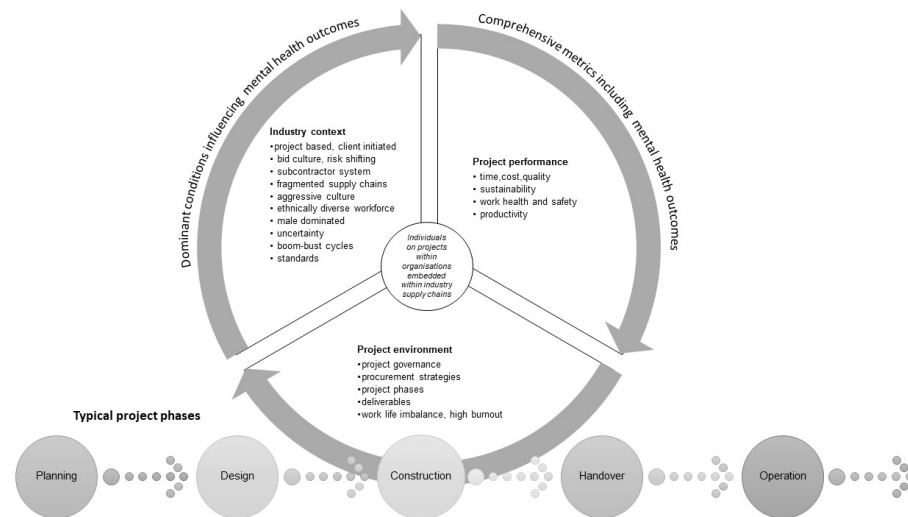 Dominant conditions influencing mental health outcomes
Comprehensive metrics including mental health outcomes
Industry context
•project based, client initiated
• bid culture, risk shifting
• subcontractor system
• fragmented supply chains
• aggressive culture
• ethnically diverse workforce
• male dominated
• uncertainty
• boom-bust cycles
• standards
Project performance
• time,cost,quality
• sustainability
• work health and safety
• productivity
Individuals
on projects
within
organisations
embedded
within industry
supply chains
Project environment
• project governance
•procurement strategies
•project phases
•deliverables
•work life imbalance, high burnout
Typical project phases
Planning
Design
Construction
Handover
Operation